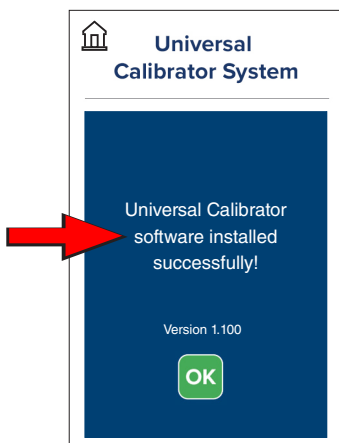 Universal
Calibrator System
Universal Calibrator
software installed
successfully!
Version 1.100
OK